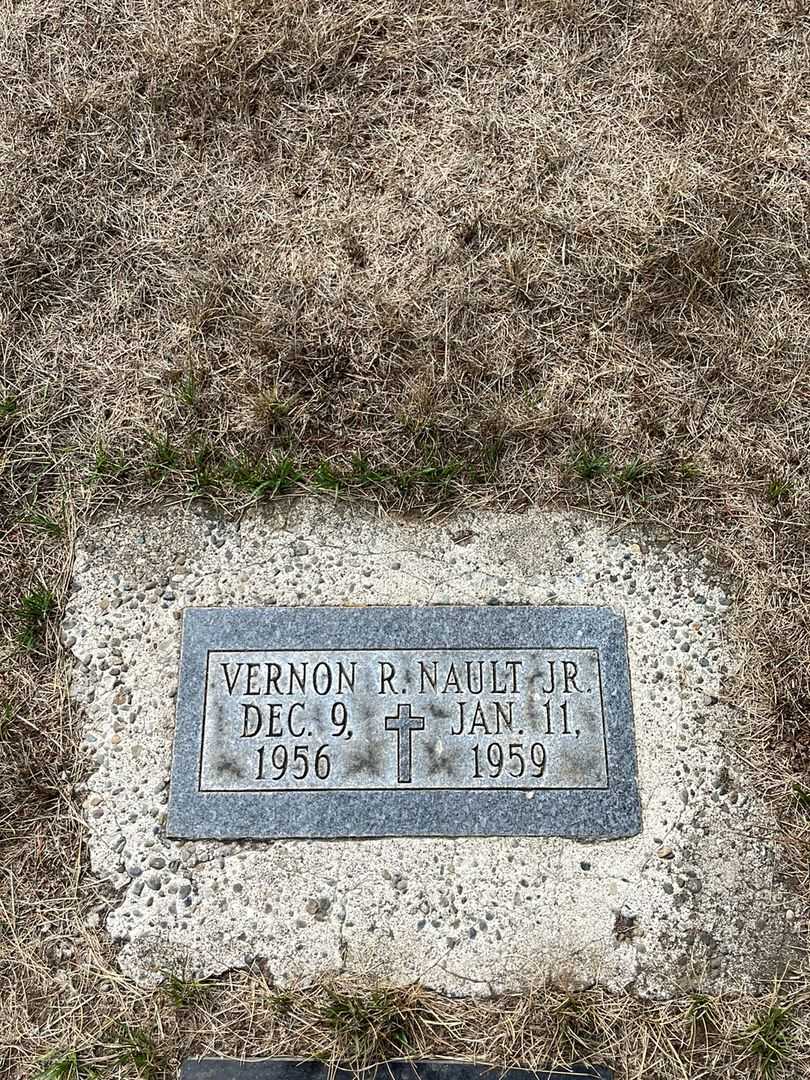 VERNON R. NAULT JR.
DEC. 9, JAN. 11,
1956 1959